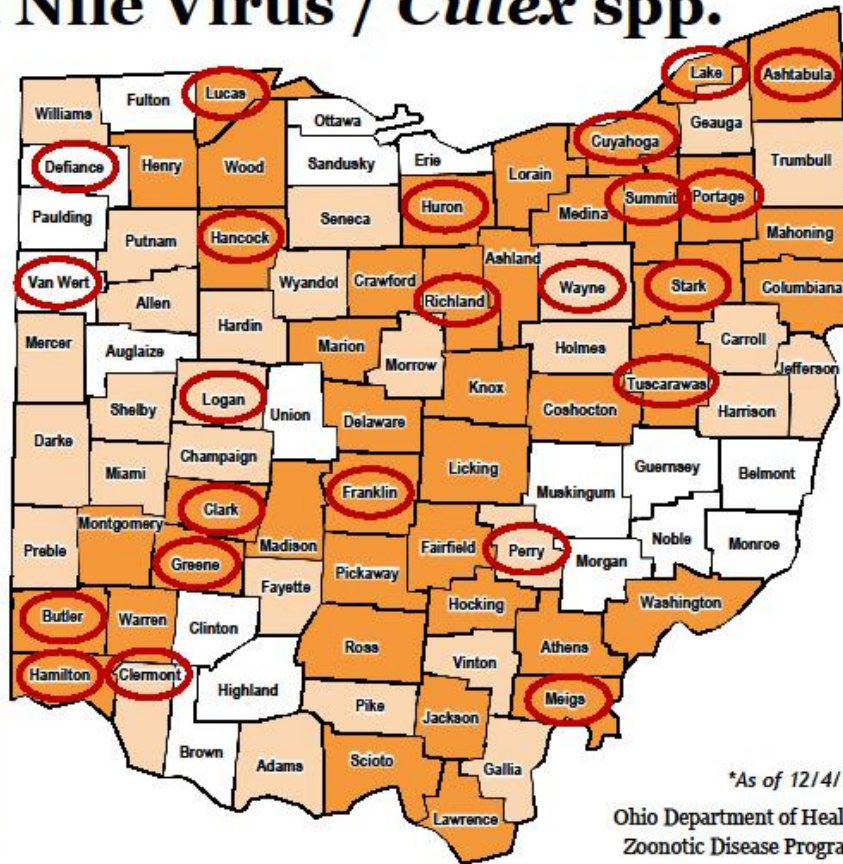 Nile Virus / Culex spp.
Lake
Ashtabula
Lucas
Fulton
Williams
Ottawa
Geauga
Cuyahoga
Erie
Sandusky
Trumbull
Defiance
Henry
Wood
Lorain
Summit
Portage
Huron
Medina
Paulding
Seneca
Mahoning
Putnam
Hancock
Ashland
Van Wert
Wyandot
Crawford
Wayne
Stark
Columbiana
Richland
Allen
Hardin
Carroll
Mercer
Marion
Holmes
Auglaize
Morrow
Jefferson
Tuscarawas
Knox
Logan
Shelby
Union
Coshocton
Harrison
Delaware
Darke
Champaign
Licking
Guernsey
Belmont
Miami
Franklin
Muskingum
Clark
Montgomery
Noble
Monroe
Madison
Fairfield
Perry
Preble
Greene
Morgan
Pickaway
Fayette
Hocking
Washington
Butler
Warren
Clinton
Ross
Athens
Vinton
Hamilton
Clermont
Highland
Meigs
Pike
Jackson
Brown
Scioto
Adams
Gallia
*As of 12/4/
Lawrence
Ohio Department of Heal
Zoonotic Disease Progra